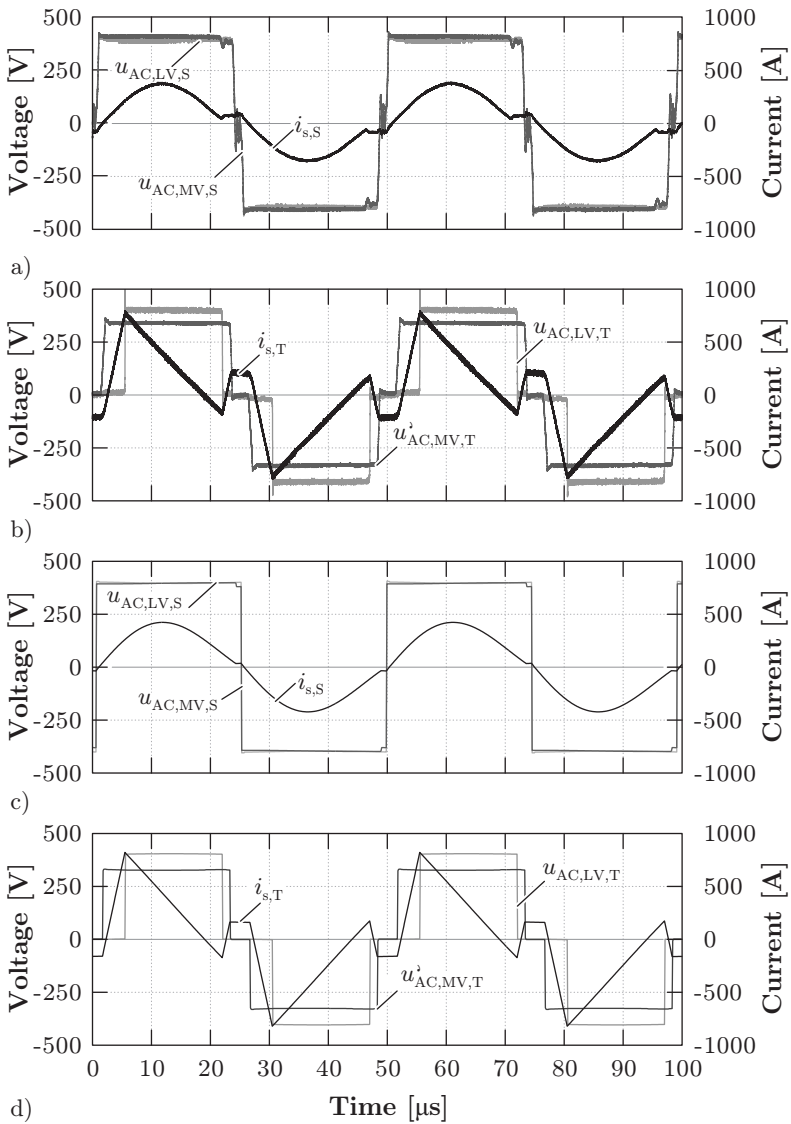 500 1000
250 500
0 0
-250 -500
-500 -1000
Voltage [V]
Current [A]
u_AC,LV,S
i_s,S
u_AC,MV,S
a)
500 1000
250 500
0 0
-250 -500
-500 -1000
Voltage [V]
Current [A]
u_AC,LV,T
i_s,T
u`_AC,MV,T
b)
500 1000
250 500
0 0
-250 -500
-500 -1000
Voltage [V]
Current [A]
u_AC,LV,S
i_s,S
u_AC,MV,S
c)
500 1000
250 500
0 0
-250 -500
-500 -1000
Voltage [V]
Current [A]
u_AC,LV,T
i_s,T
u`_AC,MV,T
0 10 20 30 40 50 60 70 80 90 100
d)
Time [μs]